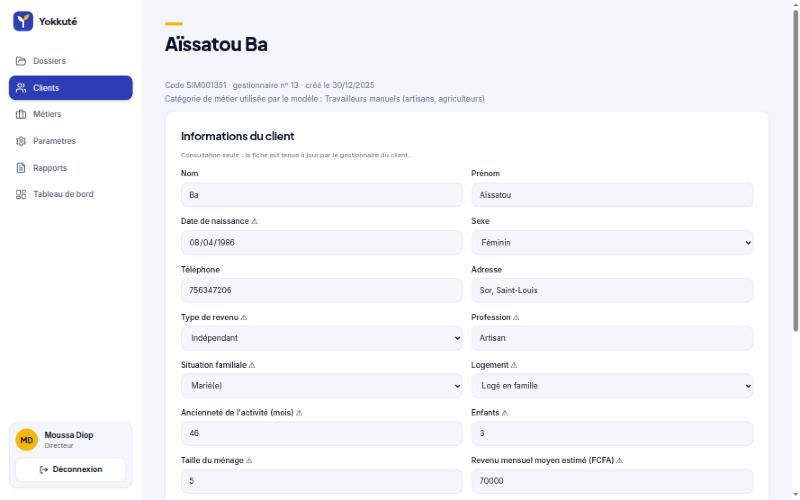 Yokkuté
Dossiers
Clients
Métiers
Paramètres
Rapports
Tableau de bord
MD
Moussa Diop
Directeur
Déconnexion
Aïssatou Ba
Code SIM001351 · gestionnaire nº 13 · créé le 30/12/2025
Catégorie de métier utilisée par le modèle : Travailleurs manuels (artisans, agriculteurs)
Informations du client
Consultation seule : la fiche est tenue à jour par le gestionnaire du client.
Nom
Prénom
Ba
Aïssatou
Date de naissance ⚠
Sexe
08/04/1986
Féminin
Téléphone
Adresse
756347206
Sor, Saint-Louis
Type de revenu ⚠
Profession ⚠
Indépendant
Artisan
Situation familiale ⚠
Logement ⚠
Marié(e)
Logé en famille
Ancienneté de l'activité (mois) ⚠
Enfants ⚠
46
3
Taille du ménage ⚠
Revenu mensuel moyen estimé (FCFA) ⚠
5
70000